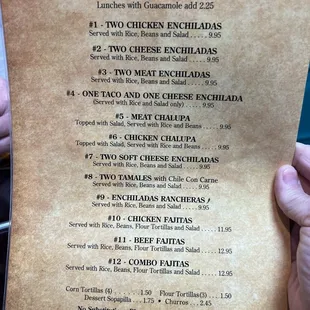 Lunches with Guacamole add 2.25
#1 - TWO CHICKEN ENCHILADAS
Served with Rice, Beans and Salad.....9.95
#2 - TWO CHEESE ENCHILADAS
Served with Rice, Beans and Salad.....9.95
#3 - TWO MEAT ENCHILADAS
Served with Rice, Beans and Salad.....9.95
#4 - ONE TACO AND ONE CHEESE ENCHILADA
(Served with Rice and Salad only).....9.95
#5 - MEAT CHALUPA
Topped with Salad, Served with Rice and Beans.....9.95
#6 - CHICKEN CHALUPA
Topped with Salad, Served with Rice and Beans.....9.95
#7 - TWO SOFT CHEESE ENCHILADAS
Served with Rice, Beans and Salad.....9.95
#8 - TWO TAMALES with Chile Con Carne
Served with Rice, Beans and Salad.....9.95
#9 - ENCHILADAS RANCHERAS
Served with Rice, Beans and Salad.....9.95
#10 - CHICKEN FAJITAS
Served with Rice, Beans, Flour Tortillas and Salad.....11.95
#11 - BEEF FAJITAS
Served with Rice, Beans, Flour Tortillas and Salad.....12.95
#12 - COMBO FAJITAS
Served with Rice, Beans, Flour Tortillas and Salad.....12.95
Corn Tortillas (4).....1.50 Flour Tortillas(3)...1.50
Dessert Sopapilla....1.75 • Churros....2.45